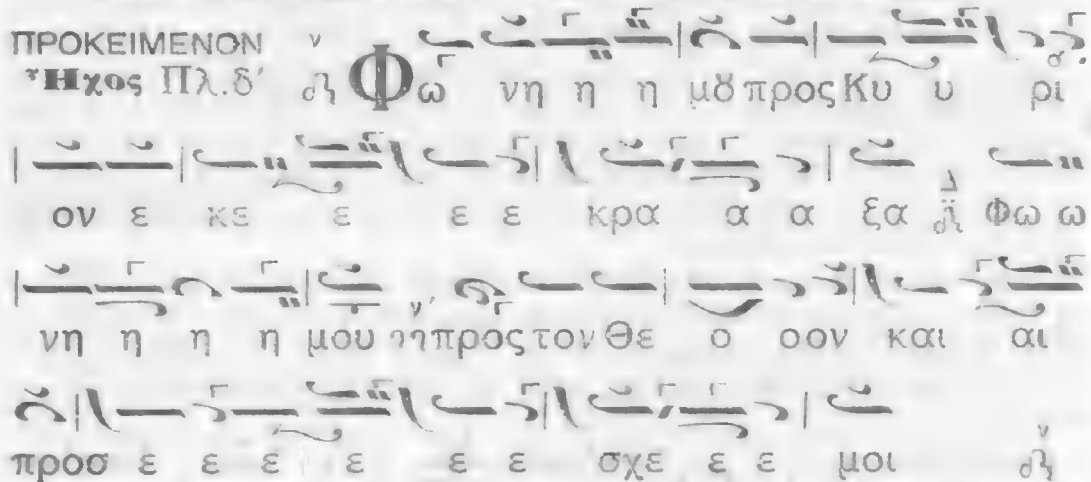 ΠΡΟΚΕΙΜΕΝΟΝ
Ἦχος Πλ.δ΄ Φω νη η η μȣ προς Κυ υ ρι
ον ε κε ε ε ε κρα α α ξα Φω ω
νη η η η μου προς τον Θε ο οον και αι
προσ ε ε ε ε ε ε σχε ε ε μοι